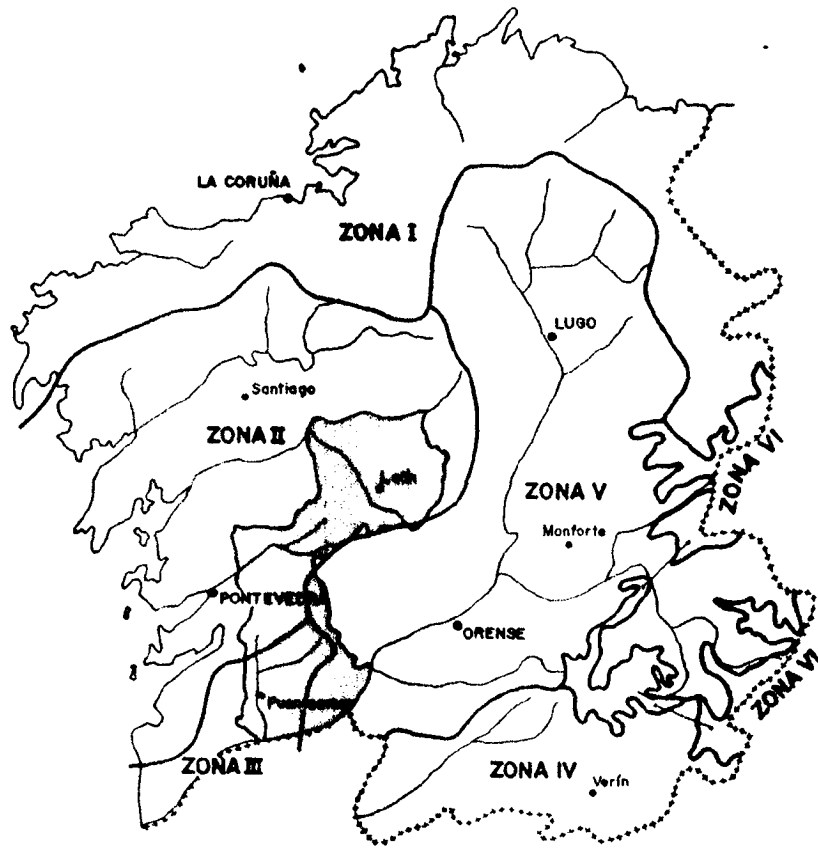 LA CORUÑA
ZONA I
LUGO
Santiago
ZONA II
ZONA VI
ZONA V
Monforte
PONTEVEDRA
ORENSE
ZONA VI
ZONA III
ZONA IV
Verín